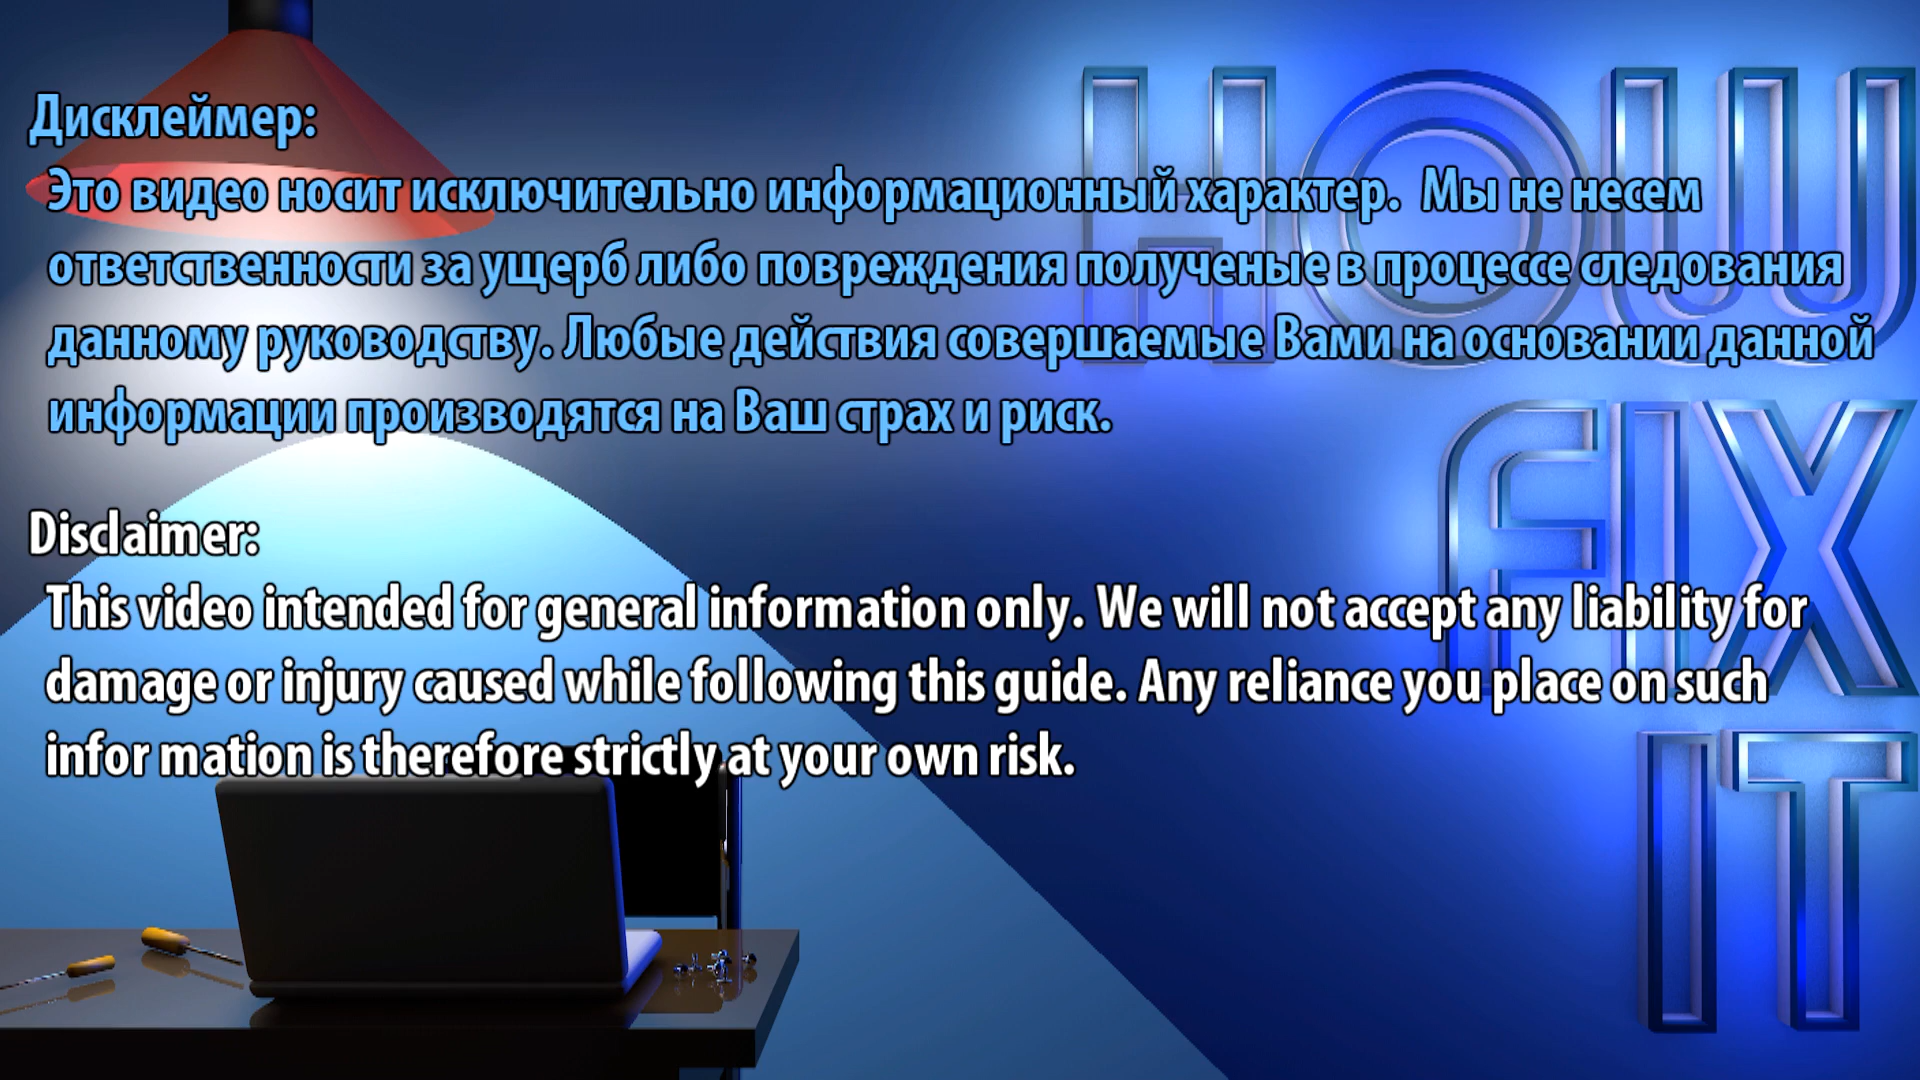 Дисклеймер:
Это видео носит исключительно информационный характер. Мы не несем
ответственности за ущерб либо повреждения полученые в процессе следования
данному руководству. Любые действия совершаемые Вами на основании данной
информации производятся на Ваш страх и риск.
Disclaimer:
This video intended for general information only. We will not accept any liability for
damage or injury caused while following this guide. Any reliance you place on such
infor mation is therefore strictly at your own risk.
HOW
FIX
IT